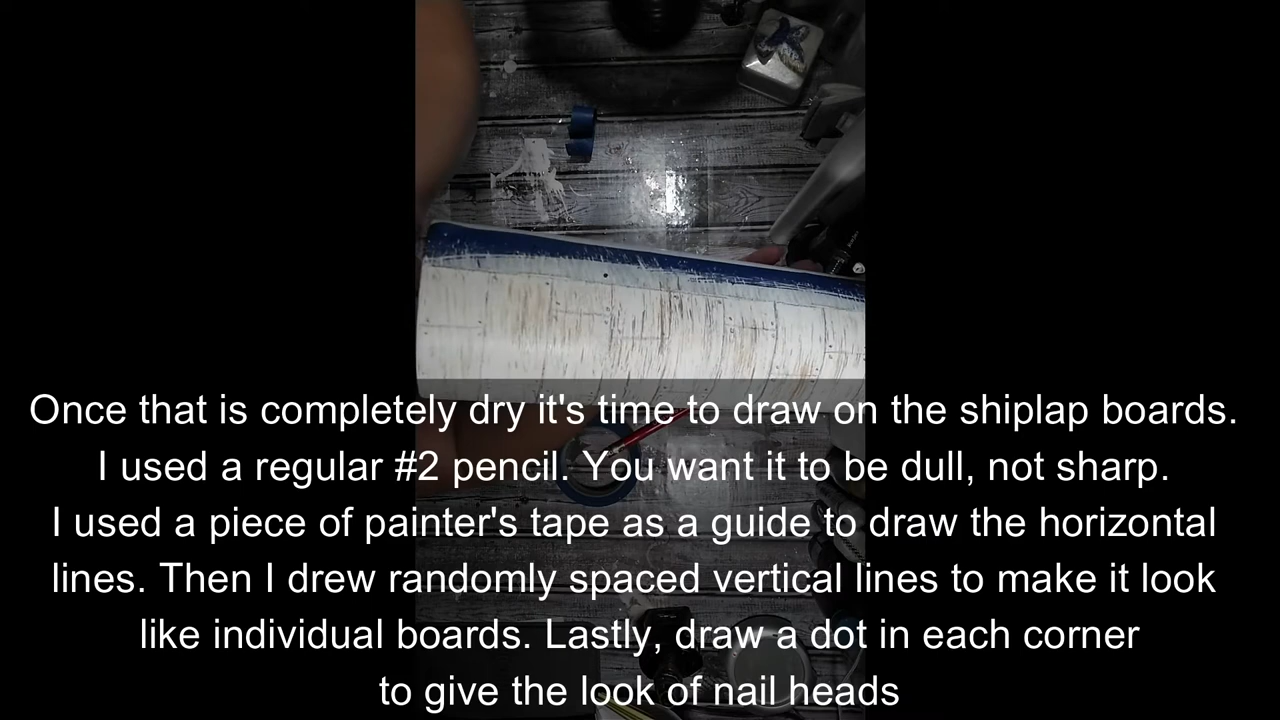 Once that is completely dry it's time to draw on the shiplap boards.
I used a regular #2 pencil. You want it to be dull, not sharp.
I used a piece of painter's tape as a guide to draw the horizontal
lines. Then I drew randomly spaced vertical lines to make it look
like individual boards. Lastly, draw a dot in each corner
to give the look of nail heads